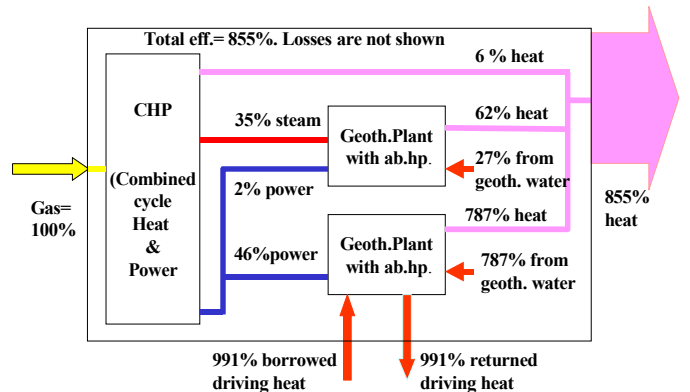 Total eff.= 855%. Losses are not shown
6 % heat
CHP
(Combined
cycle
Heat
&
Power
35% steam
2% power
46%power
Geoth.Plant
with ab.hp.
62% heat
27% from
geoth. water
787% heat
Geoth.Plant
with ab.hp.
787% from
geoth. water
Gas=
100%
855%
heat
991% borrowed
driving heat
991% returned
driving heat